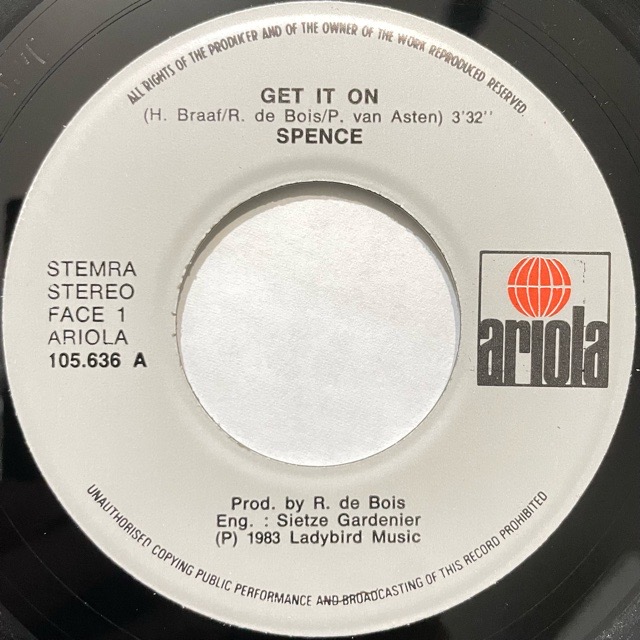 ALL RIGHTS OF THE PRODUCER AND OF THE OWNER OF THE WORK REPRODUCED RESERVED.
GET IT ON
(H. Braaf/R. de Bois/P. van Asten) 3'32''
SPENCE
STEMRA
STEREO
FACE 1
ARIOLA
105.636 A
ariola
Prod. by R. de Bois
Eng. : Sietze Gardenier
(P) 1983 Ladybird Music
UNAUTHORISED COPYING PUBLIC PERFORMANCE AND BROADCASTING OF THIS RECORD PROHIBITED